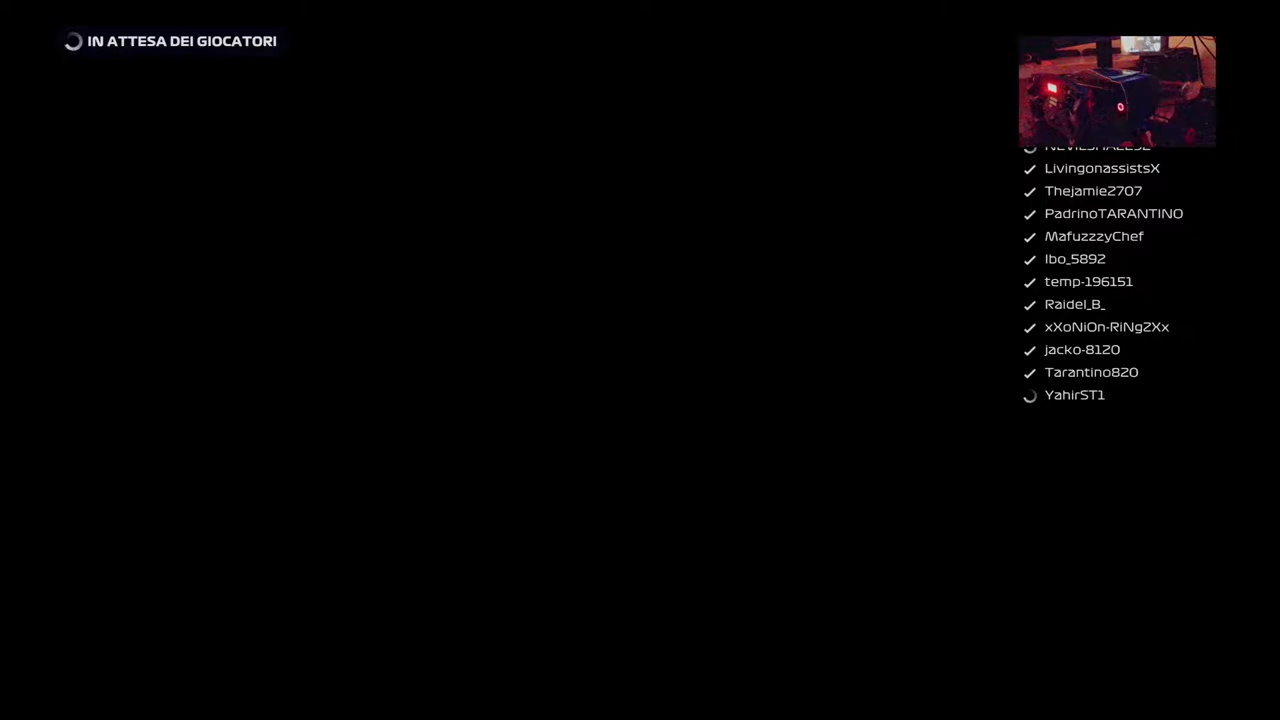 IN ATTESA DEI GIOCATORI
LivingonassistsX
Thejamie2707
PadrinoTARANTINO
MafuzzzyChef
Ibo_5892
temp-196151
Raidel_B_
xXoNiOn-RiNg2Xx
jacko-8120
Tarantino820
YahirST1